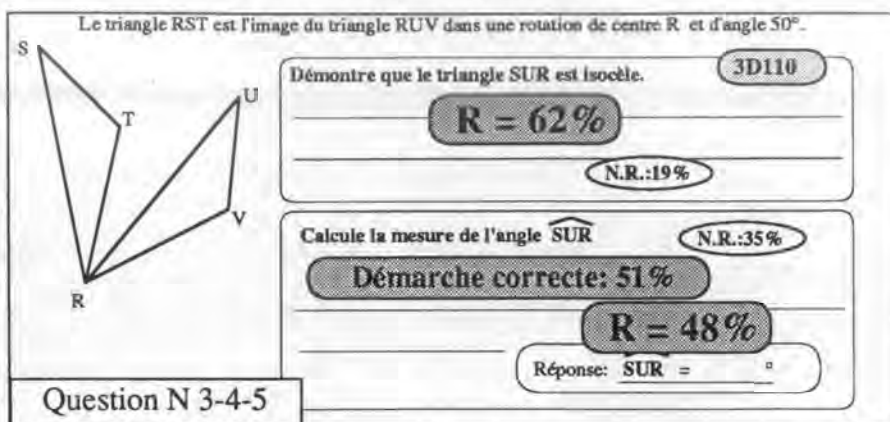 Le triangle RST est l'image du triangle RUV dans une rotation de centre R et d'angle 50°.
S
T
U
V
R
Démontre que le triangle SUR est isocèle.
3D110
R = 62%
N.R.:19%
Calcule la mesure de l'angle SUR
N.R.:35%
Démarche correcte: 51%
R = 48%
Réponse: SUR = °
Question N 3-4-5